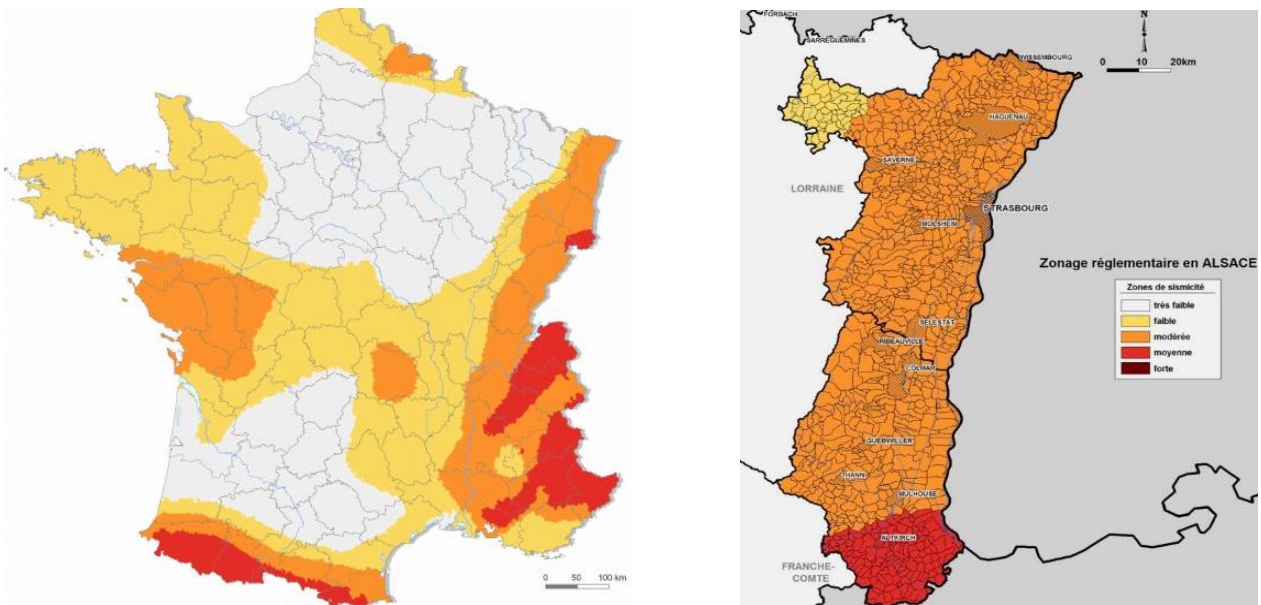 0 50 100 km
FORBACH
SARREGUEMINES
WISSEMBOURG
0 10 20km
HAGUENAU
SAVERNE
LORRAINE
STRASBOURG
MOLSHEIM
Zonage réglementaire en ALSACE
Zones de sismicité
très faible
faible
modérée
moyenne
forte
SELESTAT
RIBEAUVILLE
COLMAR
GUEBWILLER
THANN
MULHOUSE
ALTKIRCH
FRANCHE-
COMTE